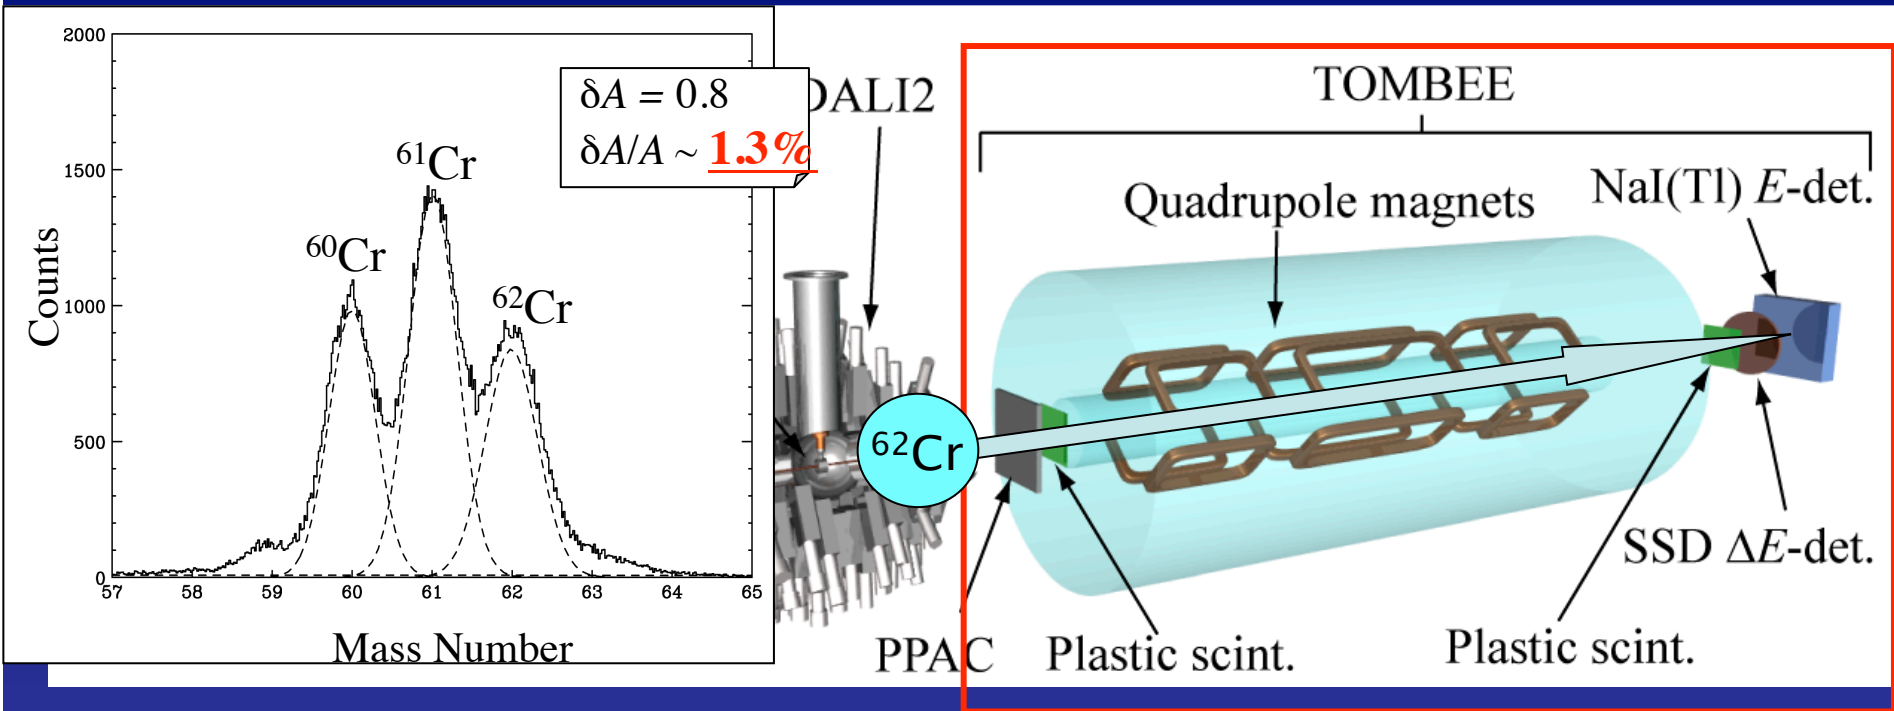 2000
1500
1000
500
0
57 58 59 60 61 62 63 64 65
Counts
Mass Number
⁶⁰Cr
⁶¹Cr
⁶²Cr
δA = 0.8
δA/A ~ 1.3%
DALI2
TOMBEE
Quadrupole magnets
NaI(Tl) E-det.
⁶²Cr
SSD ΔE-det.
PPAC
Plastic scint.
Plastic scint.